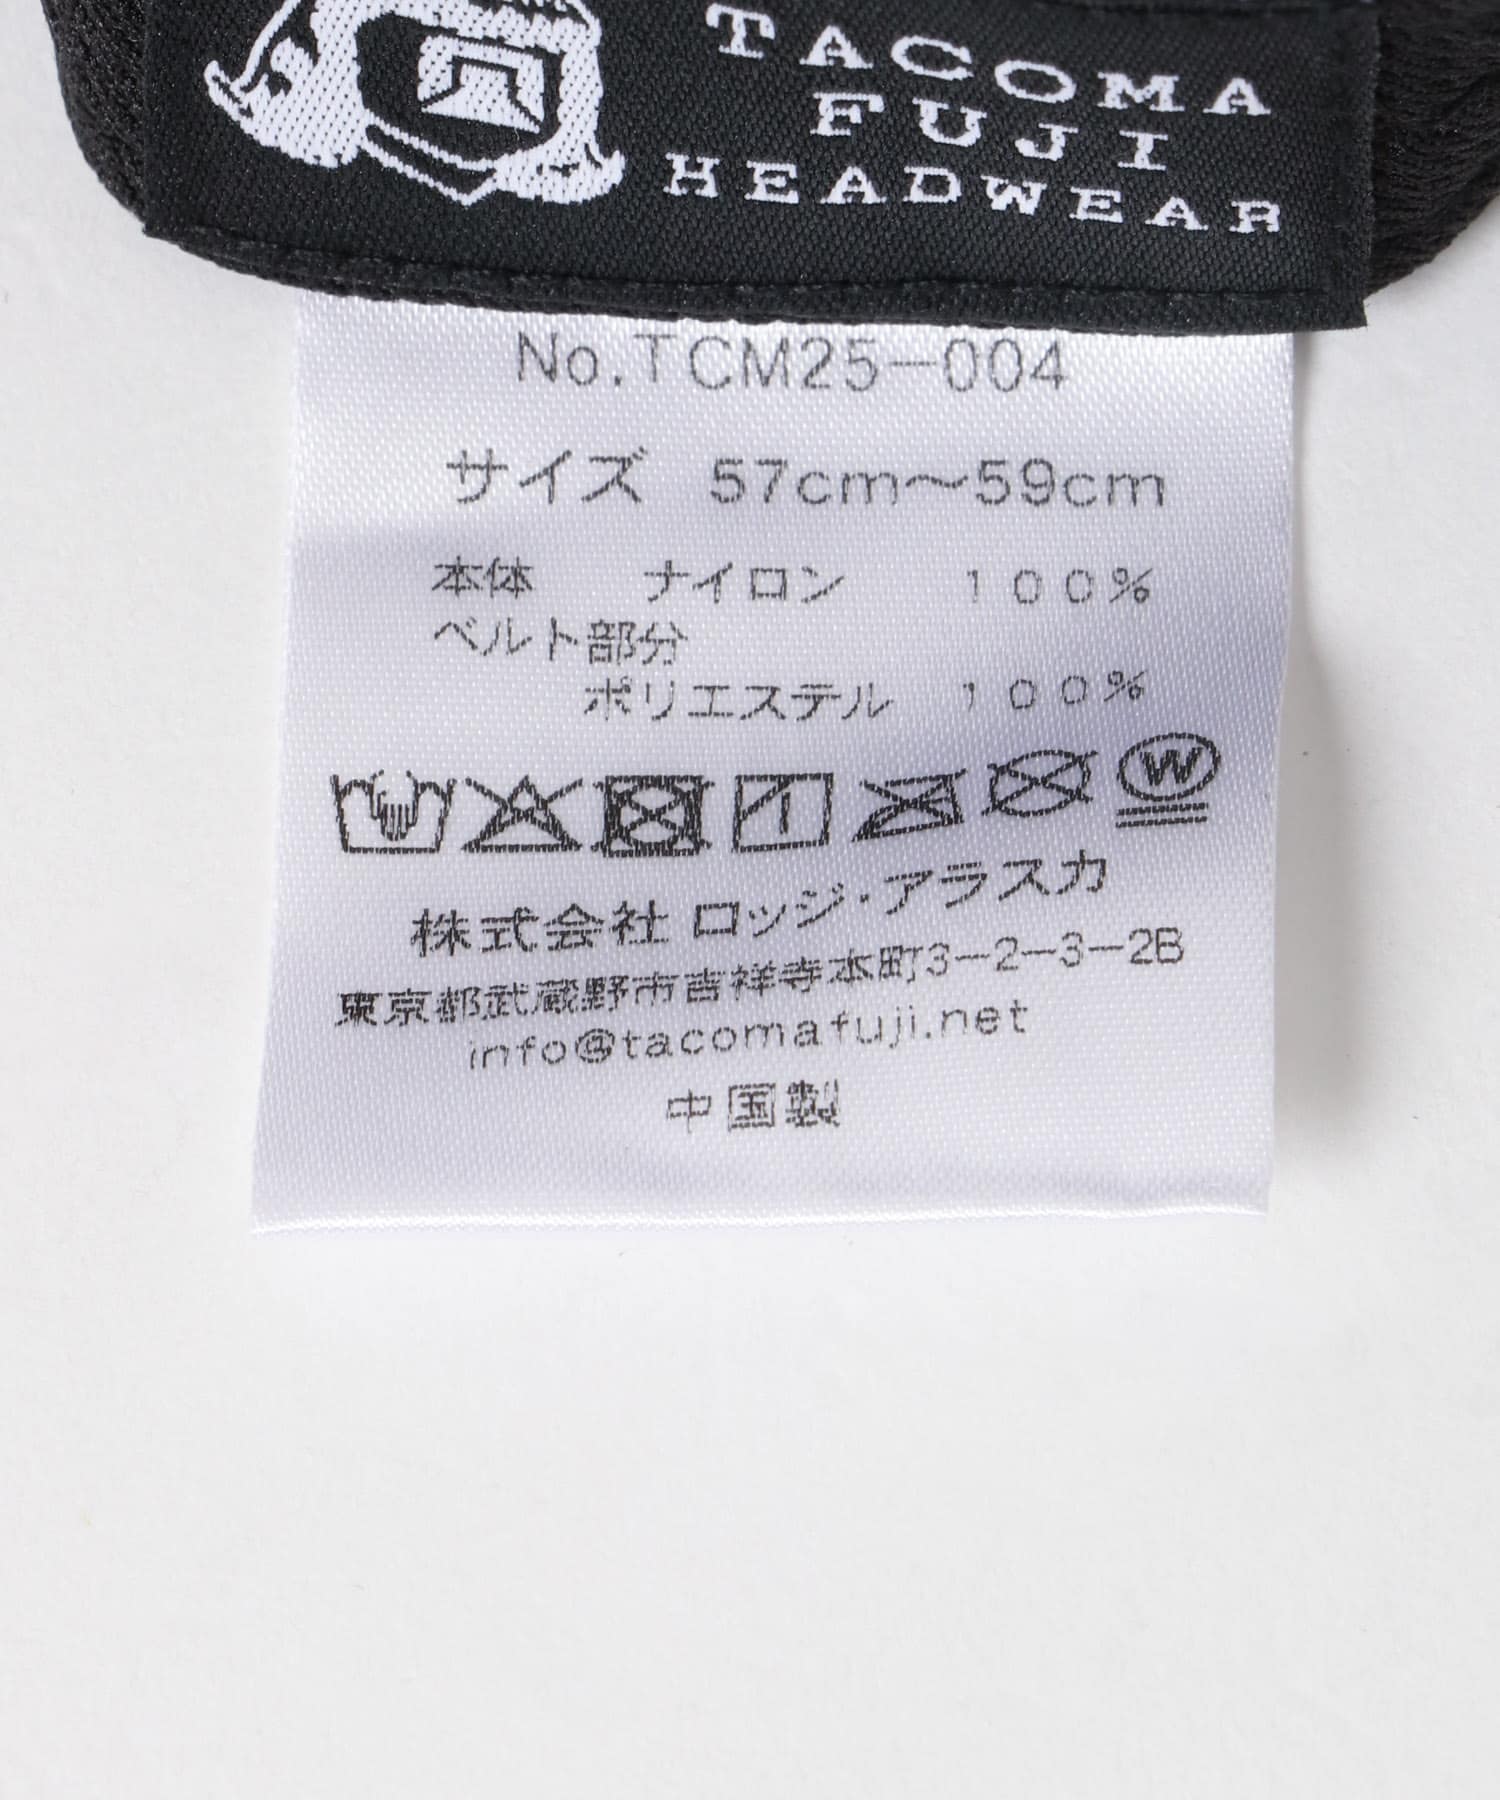 TACOMA
FUJI
HEADWEAR
No.TCM25-004
サイズ 57cm〜59cm
本体 ナイロン 100%
ベルト部分
ポリエステル 100%
W
株式会社 ロッジ・アラスカ
東京都武蔵野市吉祥寺本町3-2-3-2B
info@tacomafuji.net
中国製